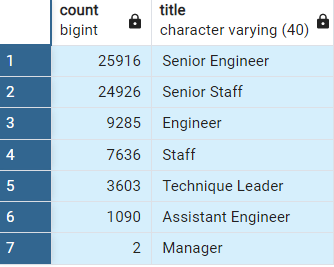 count title
bigint character varying (40)
1 25916 Senior Engineer
2 24926 Senior Staff
3 9285 Engineer
4 7636 Staff
5 3603 Technique Leader
6 1090 Assistant Engineer
7 2 Manager